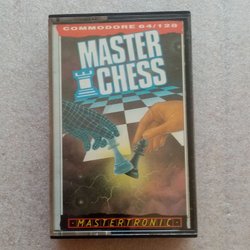 COMMODORE 64/128
MASTER
CHESS
MASTERTRONIC